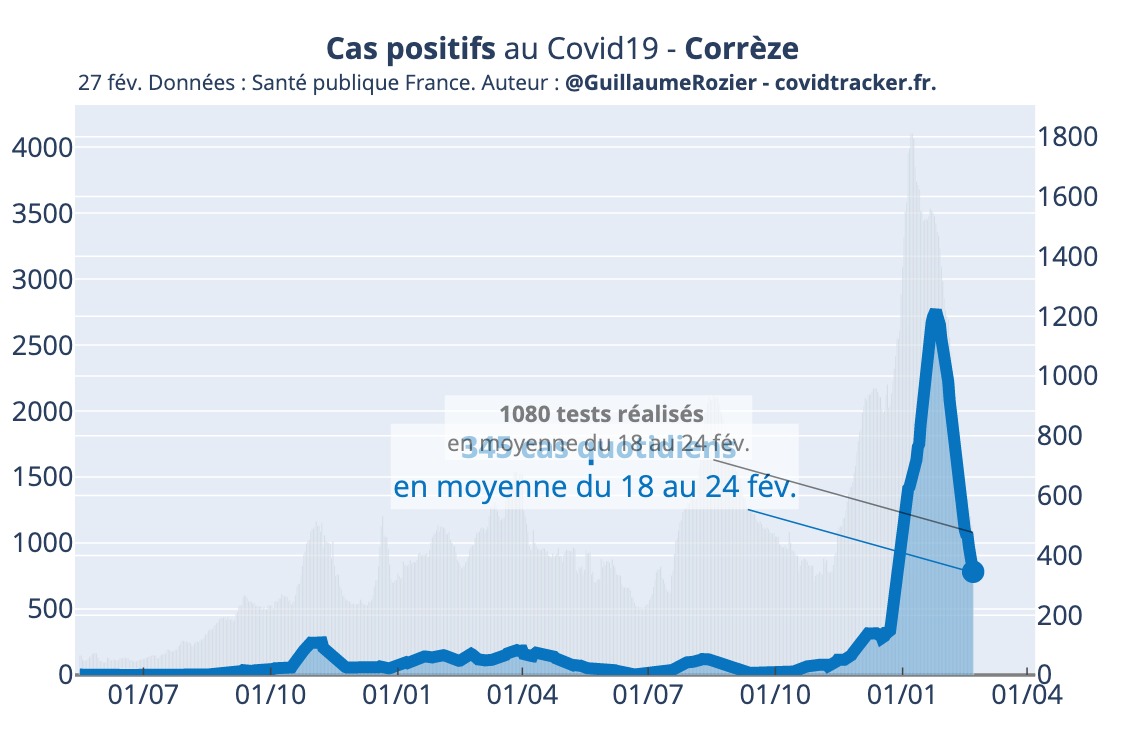 Cas positifs au Covid19 - Corrèze
27 fév. Données : Santé publique France. Auteur : @GuillaumeRozier - covidtracker.fr.
4000
3500
3000
2500
2000
1500
1000
500
0
1800
1600
1400
1200
1000
800
600
400
200
0
1080 tests réalisés
en moyenne du 18 au 24 fév.
345 cas quotidiens
en moyenne du 18 au 24 fév.
01/07 01/10 01/01 01/04 01/07 01/10 01/01 01/04